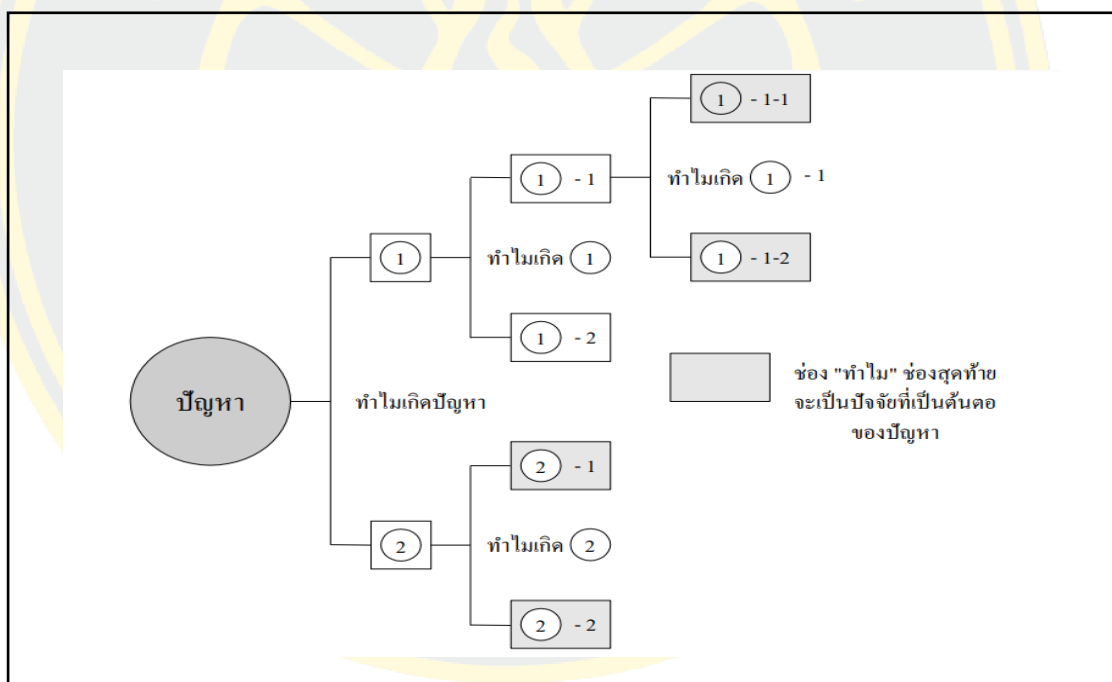 1 - 1-1
1 - 1
ทำไมเกิด 1 - 1
1
ทำไมเกิด 1
1 - 1-2
1 - 2
ช่อง "ทำไม" ช่องสุดท้าย
จะเป็นปัจจัยที่เป็นต้นตอ
ของปัญหา
ปัญหา
ทำไมเกิดปัญหา
2 - 1
2
ทำไมเกิด 2
2 - 2